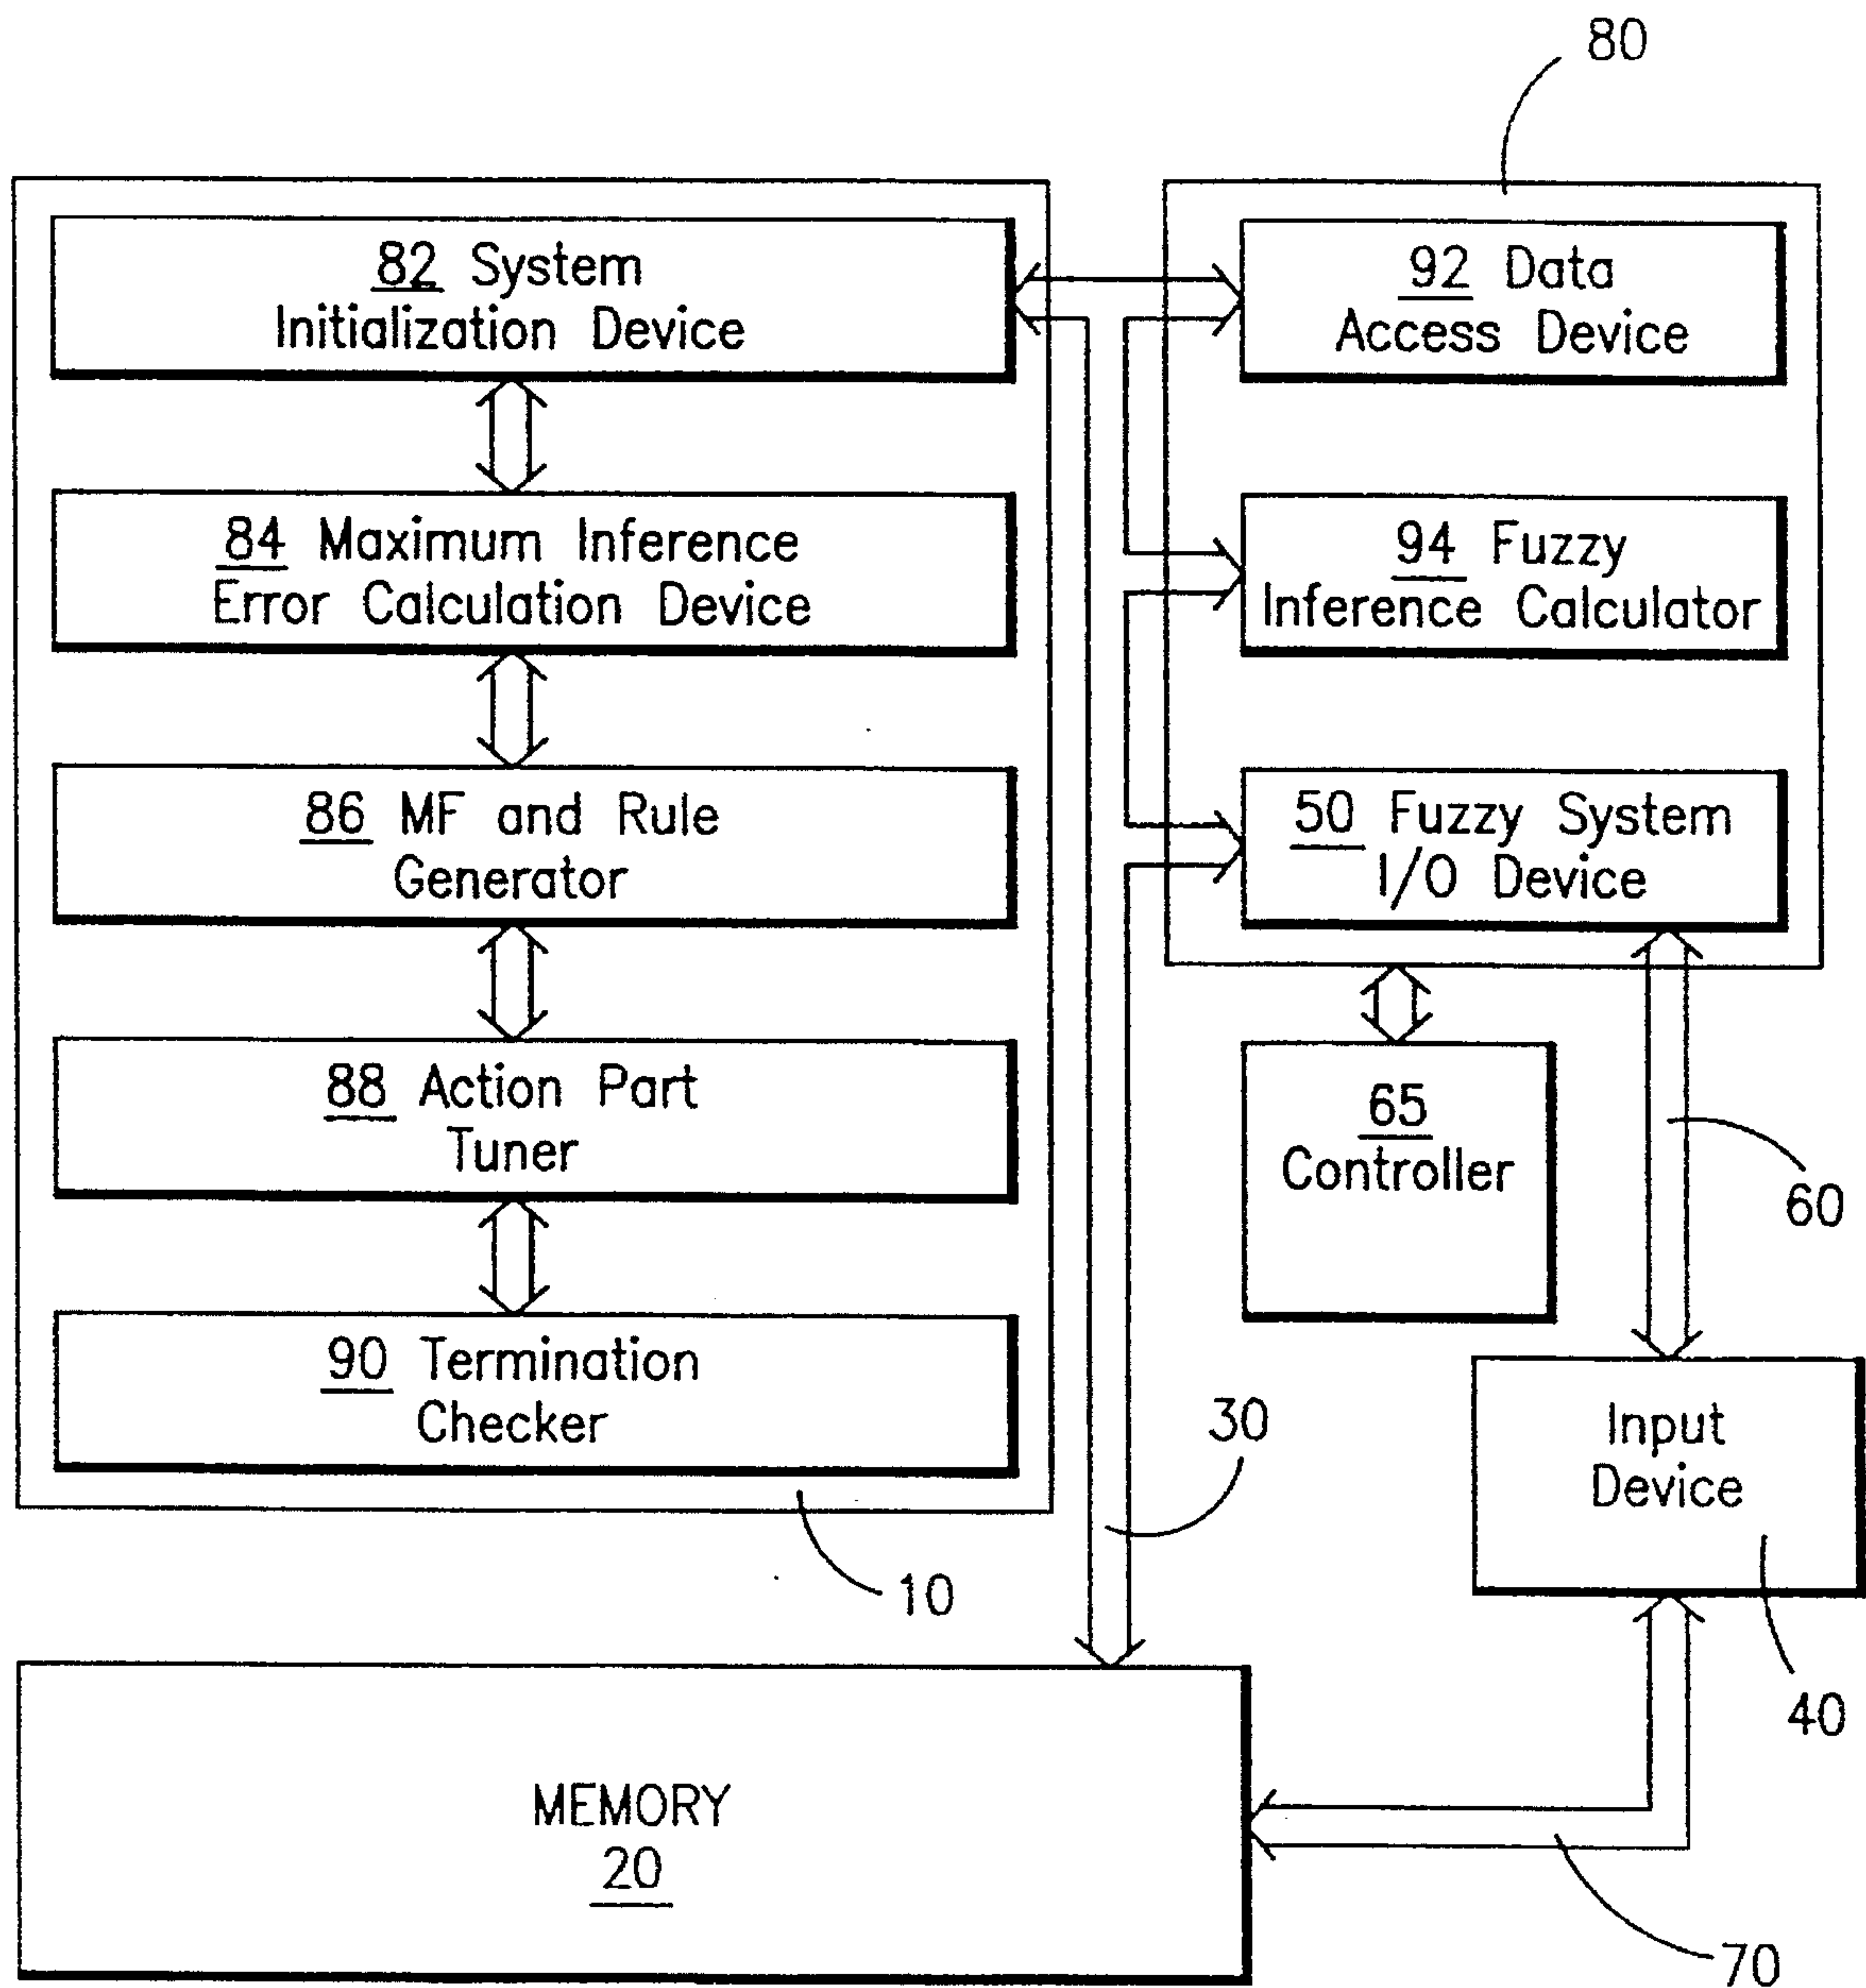 80
82 System
Initialization Device
92 Data
Access Device
84 Maximum Inference
Error Calculation Device
94 Fuzzy
Inference Calculator
86 MF and Rule
Generator
50 Fuzzy System
I/O Device
88 Action Part
Tuner
65
Controller
60
90 Termination
Checker
30
Input
Device
10
40
MEMORY
20
70